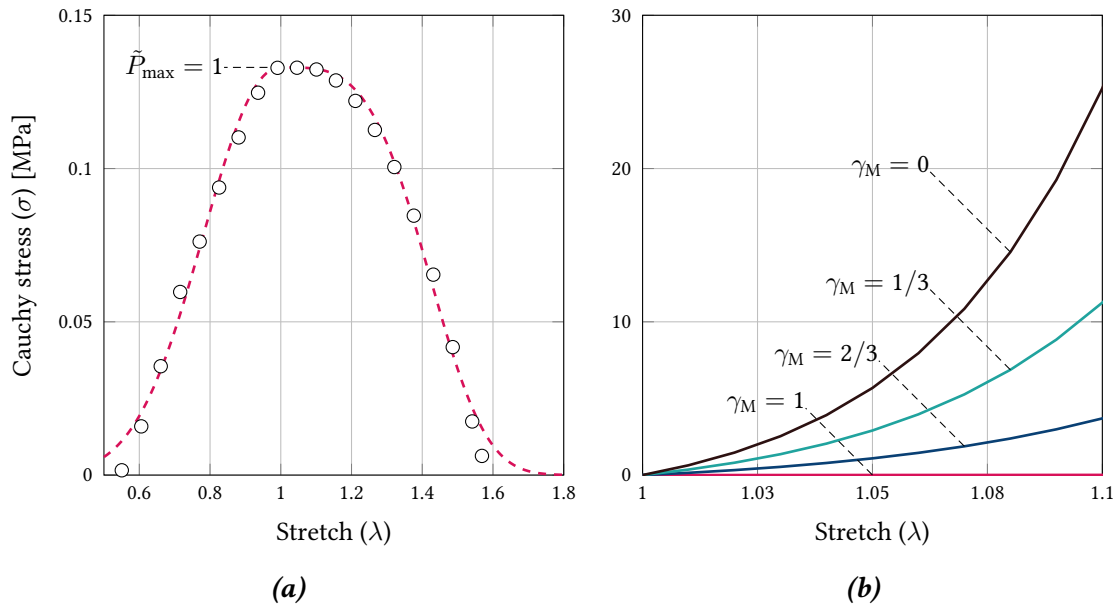 0.15
0.1
0.05
0
Cauchy stress (σ) [MPa]
P̃max = 1
0.6 0.8 1 1.2 1.4 1.6 1.8
Stretch (λ)
(a)
30
20
10
0
γM = 0
γM = 1/3
γM = 2/3
γM = 1
1 1.03 1.05 1.08 1.1
Stretch (λ)
(b)